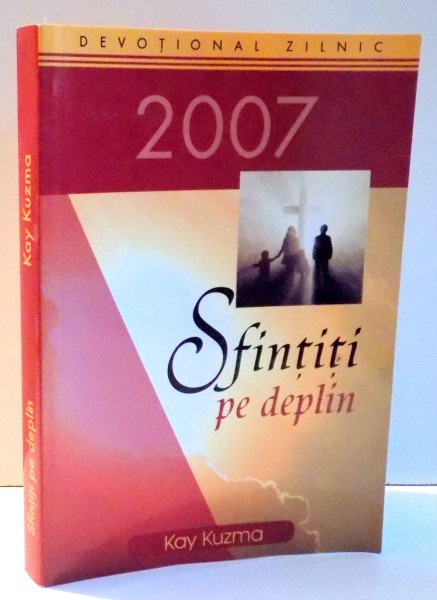 DEVOȚIONAL ZILNIC
2007
Sfințiți
pe deplin
Kay Kuzma
Kay Kuzma
Sfințiți pe deplin